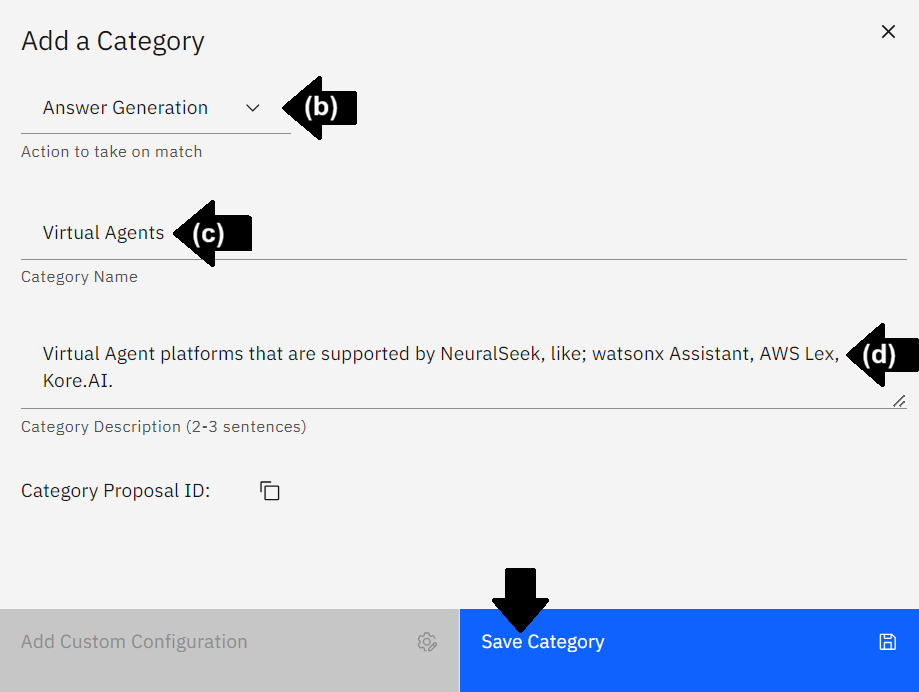 Add a Category
Answer Generation (b)
Action to take on match
Virtual Agents (c)
Category Name
Virtual Agent platforms that are supported by NeuralSeek, like; watsonx Assistant, AWS Lex, (d)
Kore.AI.
Category Description (2-3 sentences)
Category Proposal ID:
Add Custom Configuration
Save Category